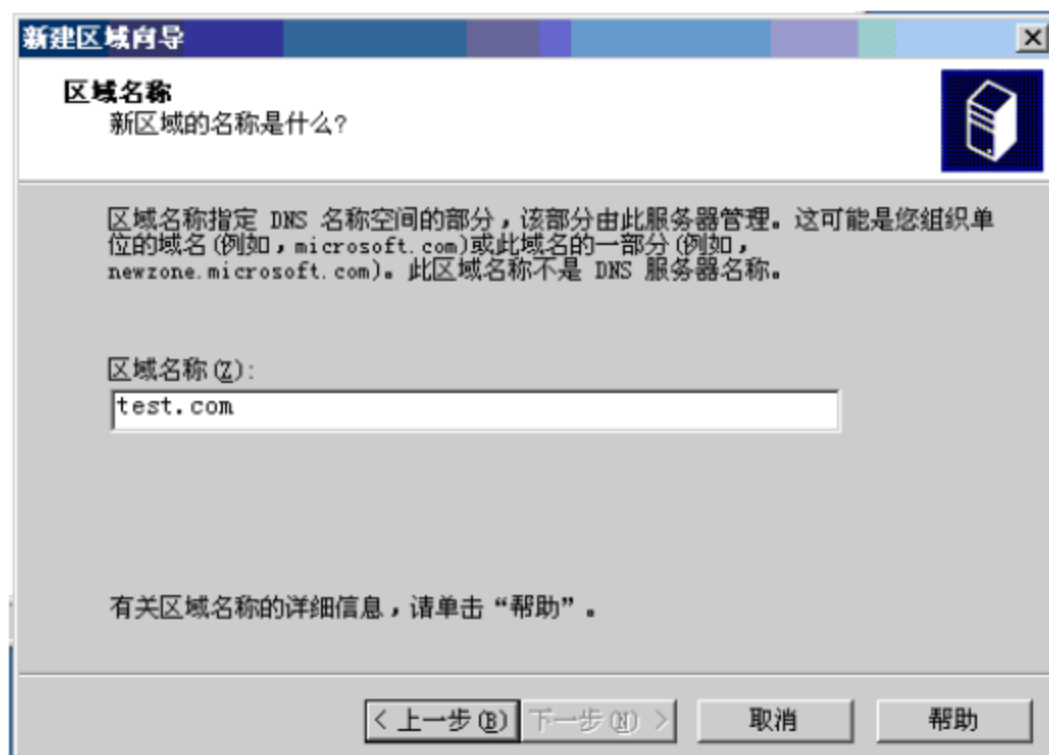 新建区域向导
区域名称
新区域的名称是什么?
区域名称指定 DNS 名称空间的部分，该部分由此服务器管理。这可能是您组织单
位的域名(例如，microsoft.com)或此域名的一部分(例如，
newzone.microsoft.com)。此区域名称不是 DNS 服务器名称。
区域名称(Z):
test.com
有关区域名称的详细信息，请单击“帮助”。
< 上一步(B) 下一步(N) > 取消 帮助